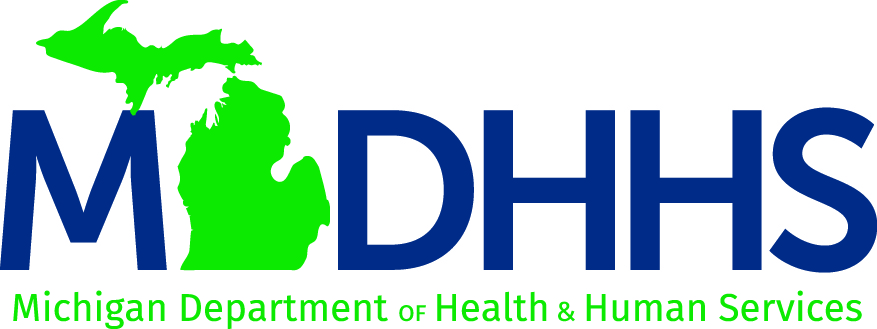 MDHHS
Michigan Department OF Health & Human Services